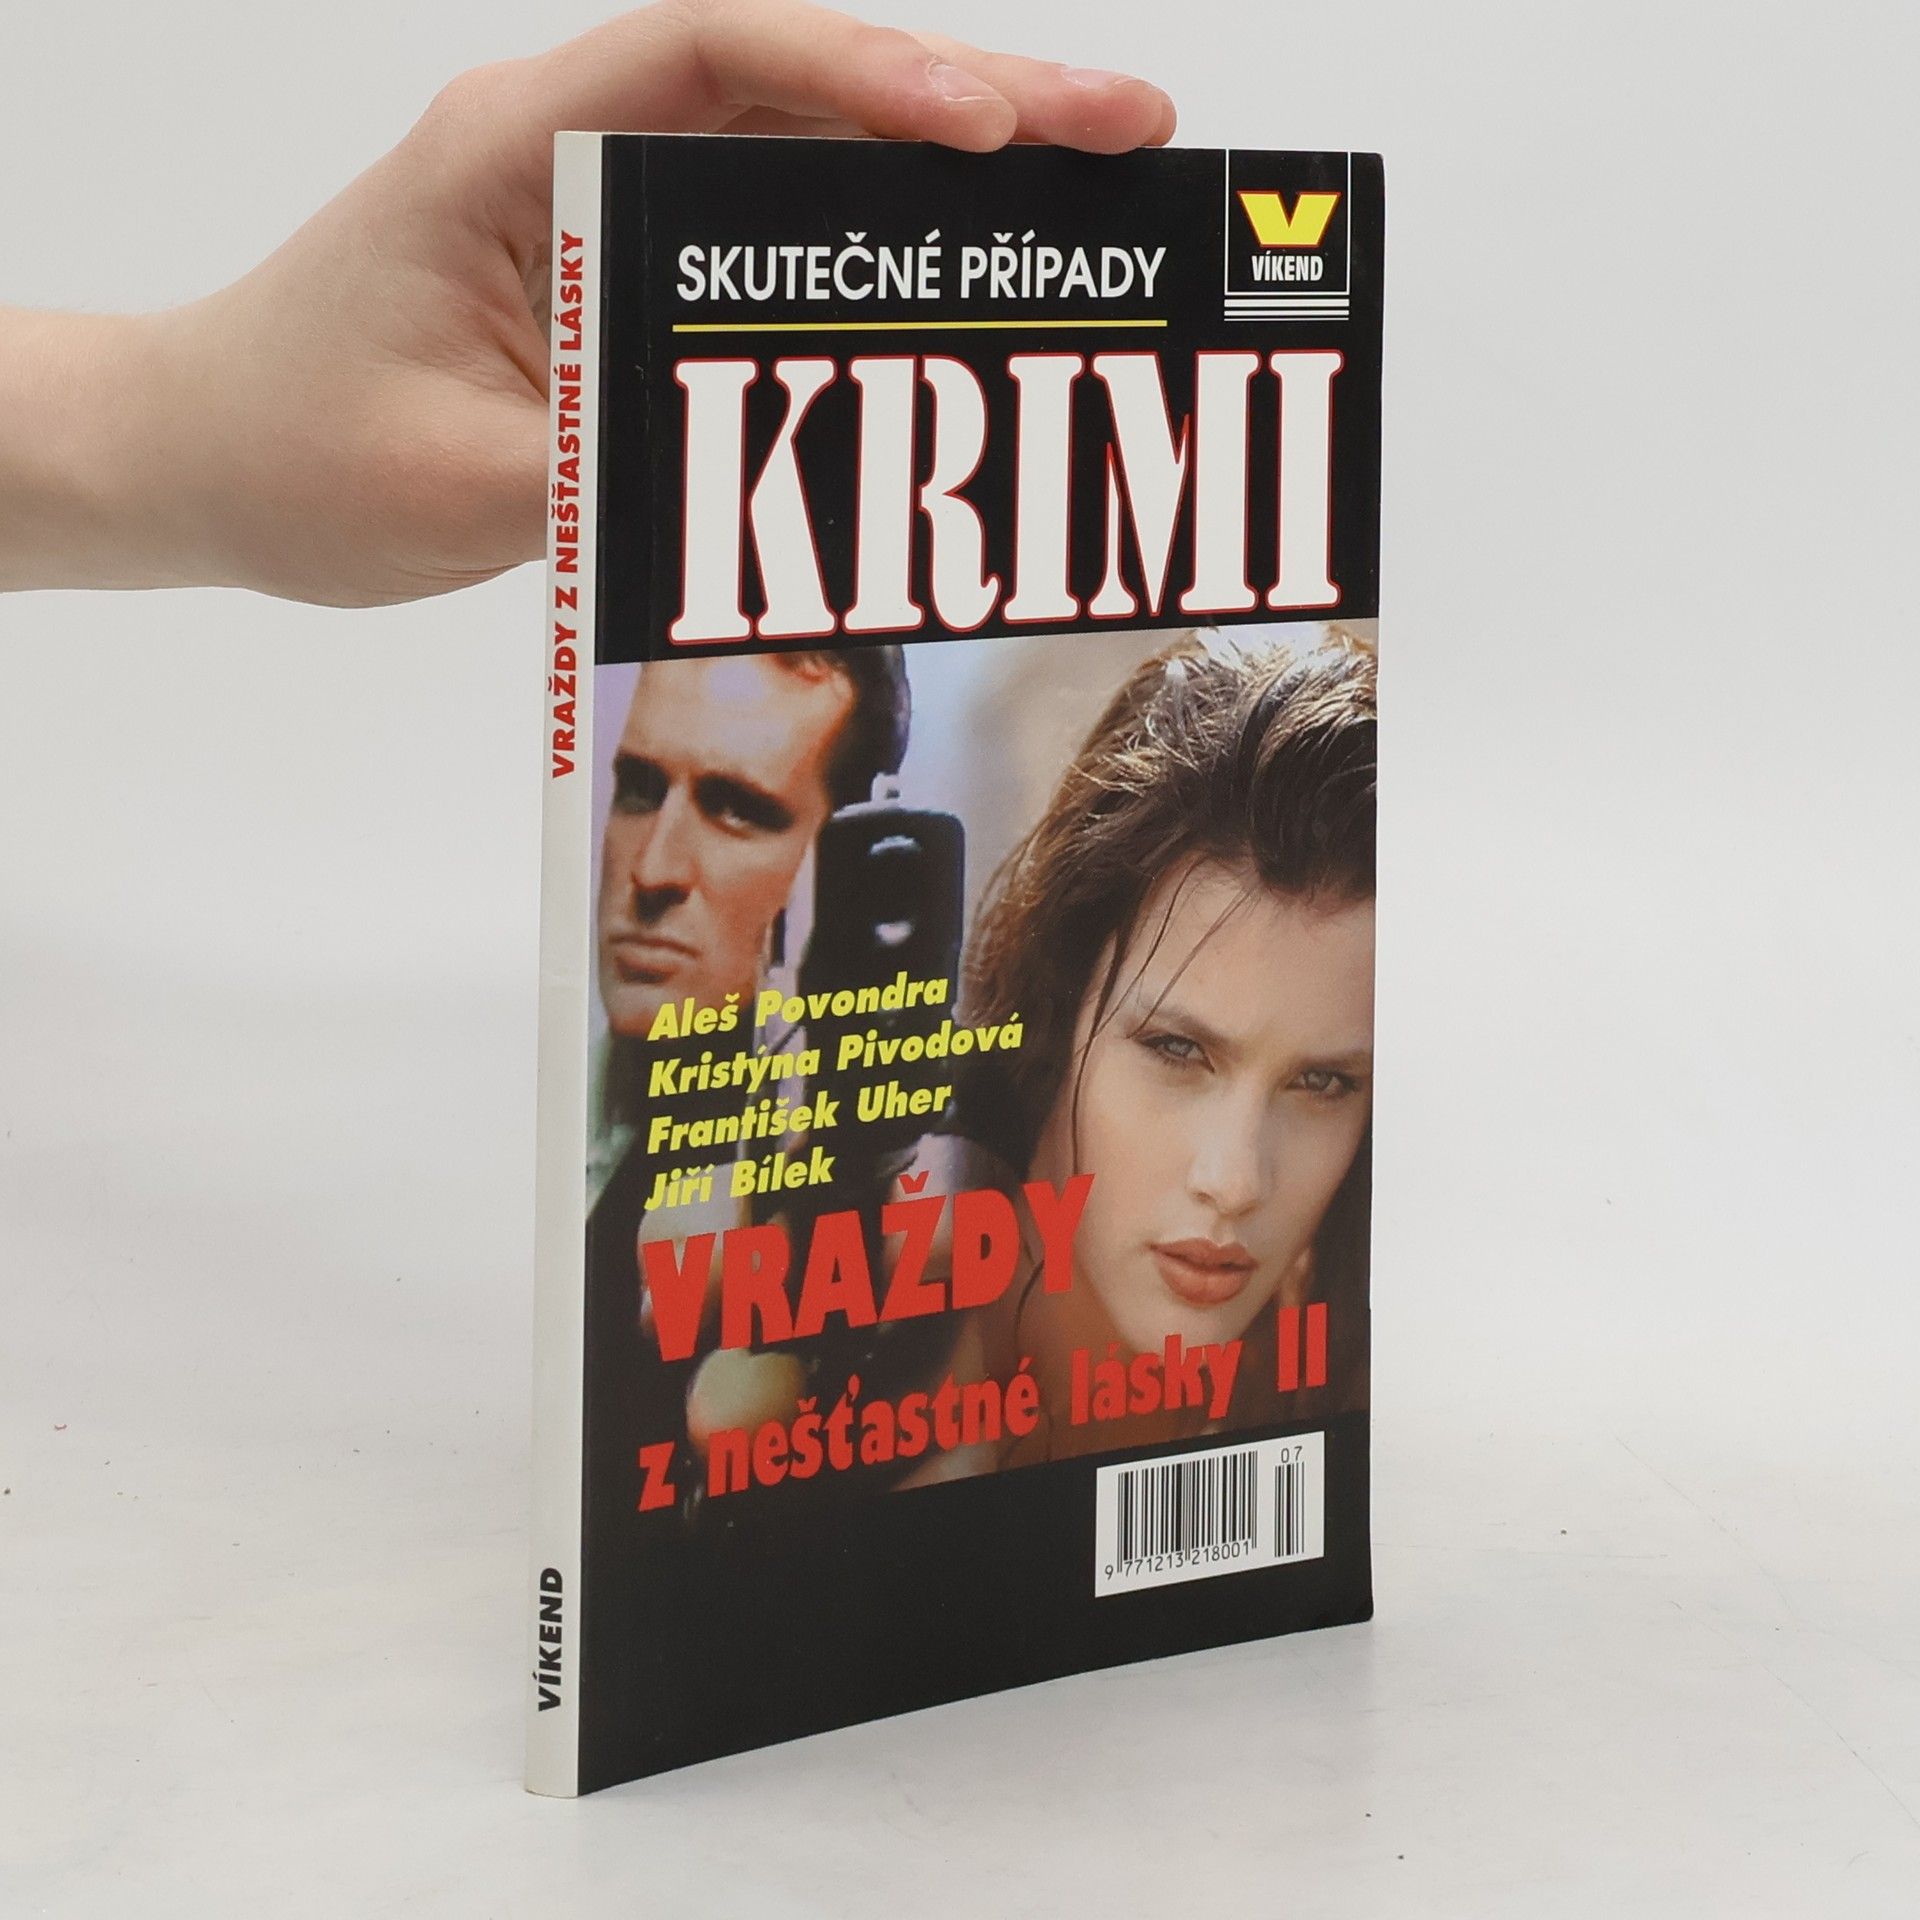 VRAŽDY Z NEŠŤASTNÉ LÁSKY
VÍKEND
SKUTEČNÉ PŘÍPADY
V
VÍKEND
KRIMI
Aleš Povondra
Kristýna Pivodová
František Uher
Jiří Bílek
VRAŽDY
z nešťastné lásky II
07
9 771213 218001